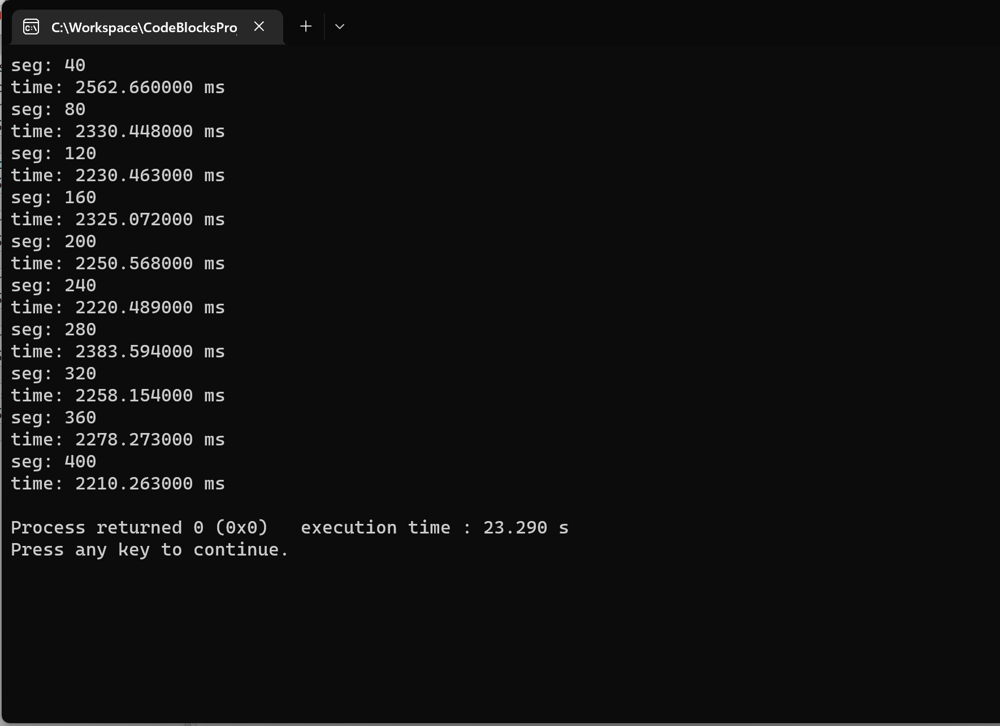 C:\Workspace\CodeBlocksPro
seg: 40
time: 2562.660000 ms
seg: 80
time: 2330.448000 ms
seg: 120
time: 2230.463000 ms
seg: 160
time: 2325.072000 ms
seg: 200
time: 2250.568000 ms
seg: 240
time: 2220.489000 ms
seg: 280
time: 2383.594000 ms
seg: 320
time: 2258.154000 ms
seg: 360
time: 2278.273000 ms
seg: 400
time: 2210.263000 ms
Process returned 0 (0x0)   execution time : 23.290 s
Press any key to continue.